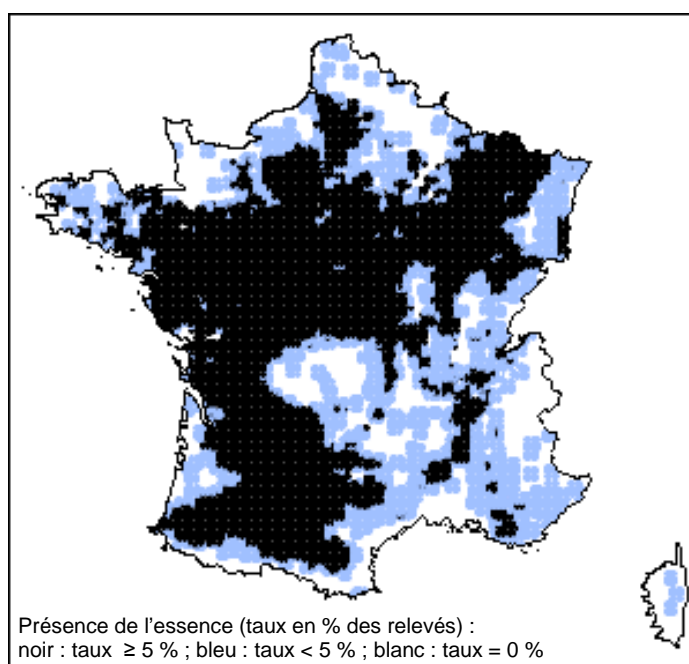 Présence de l’essence (taux en % des relevés) :
noir : taux ≥ 5 % ; bleu : taux < 5 % ; blanc : taux = 0 %